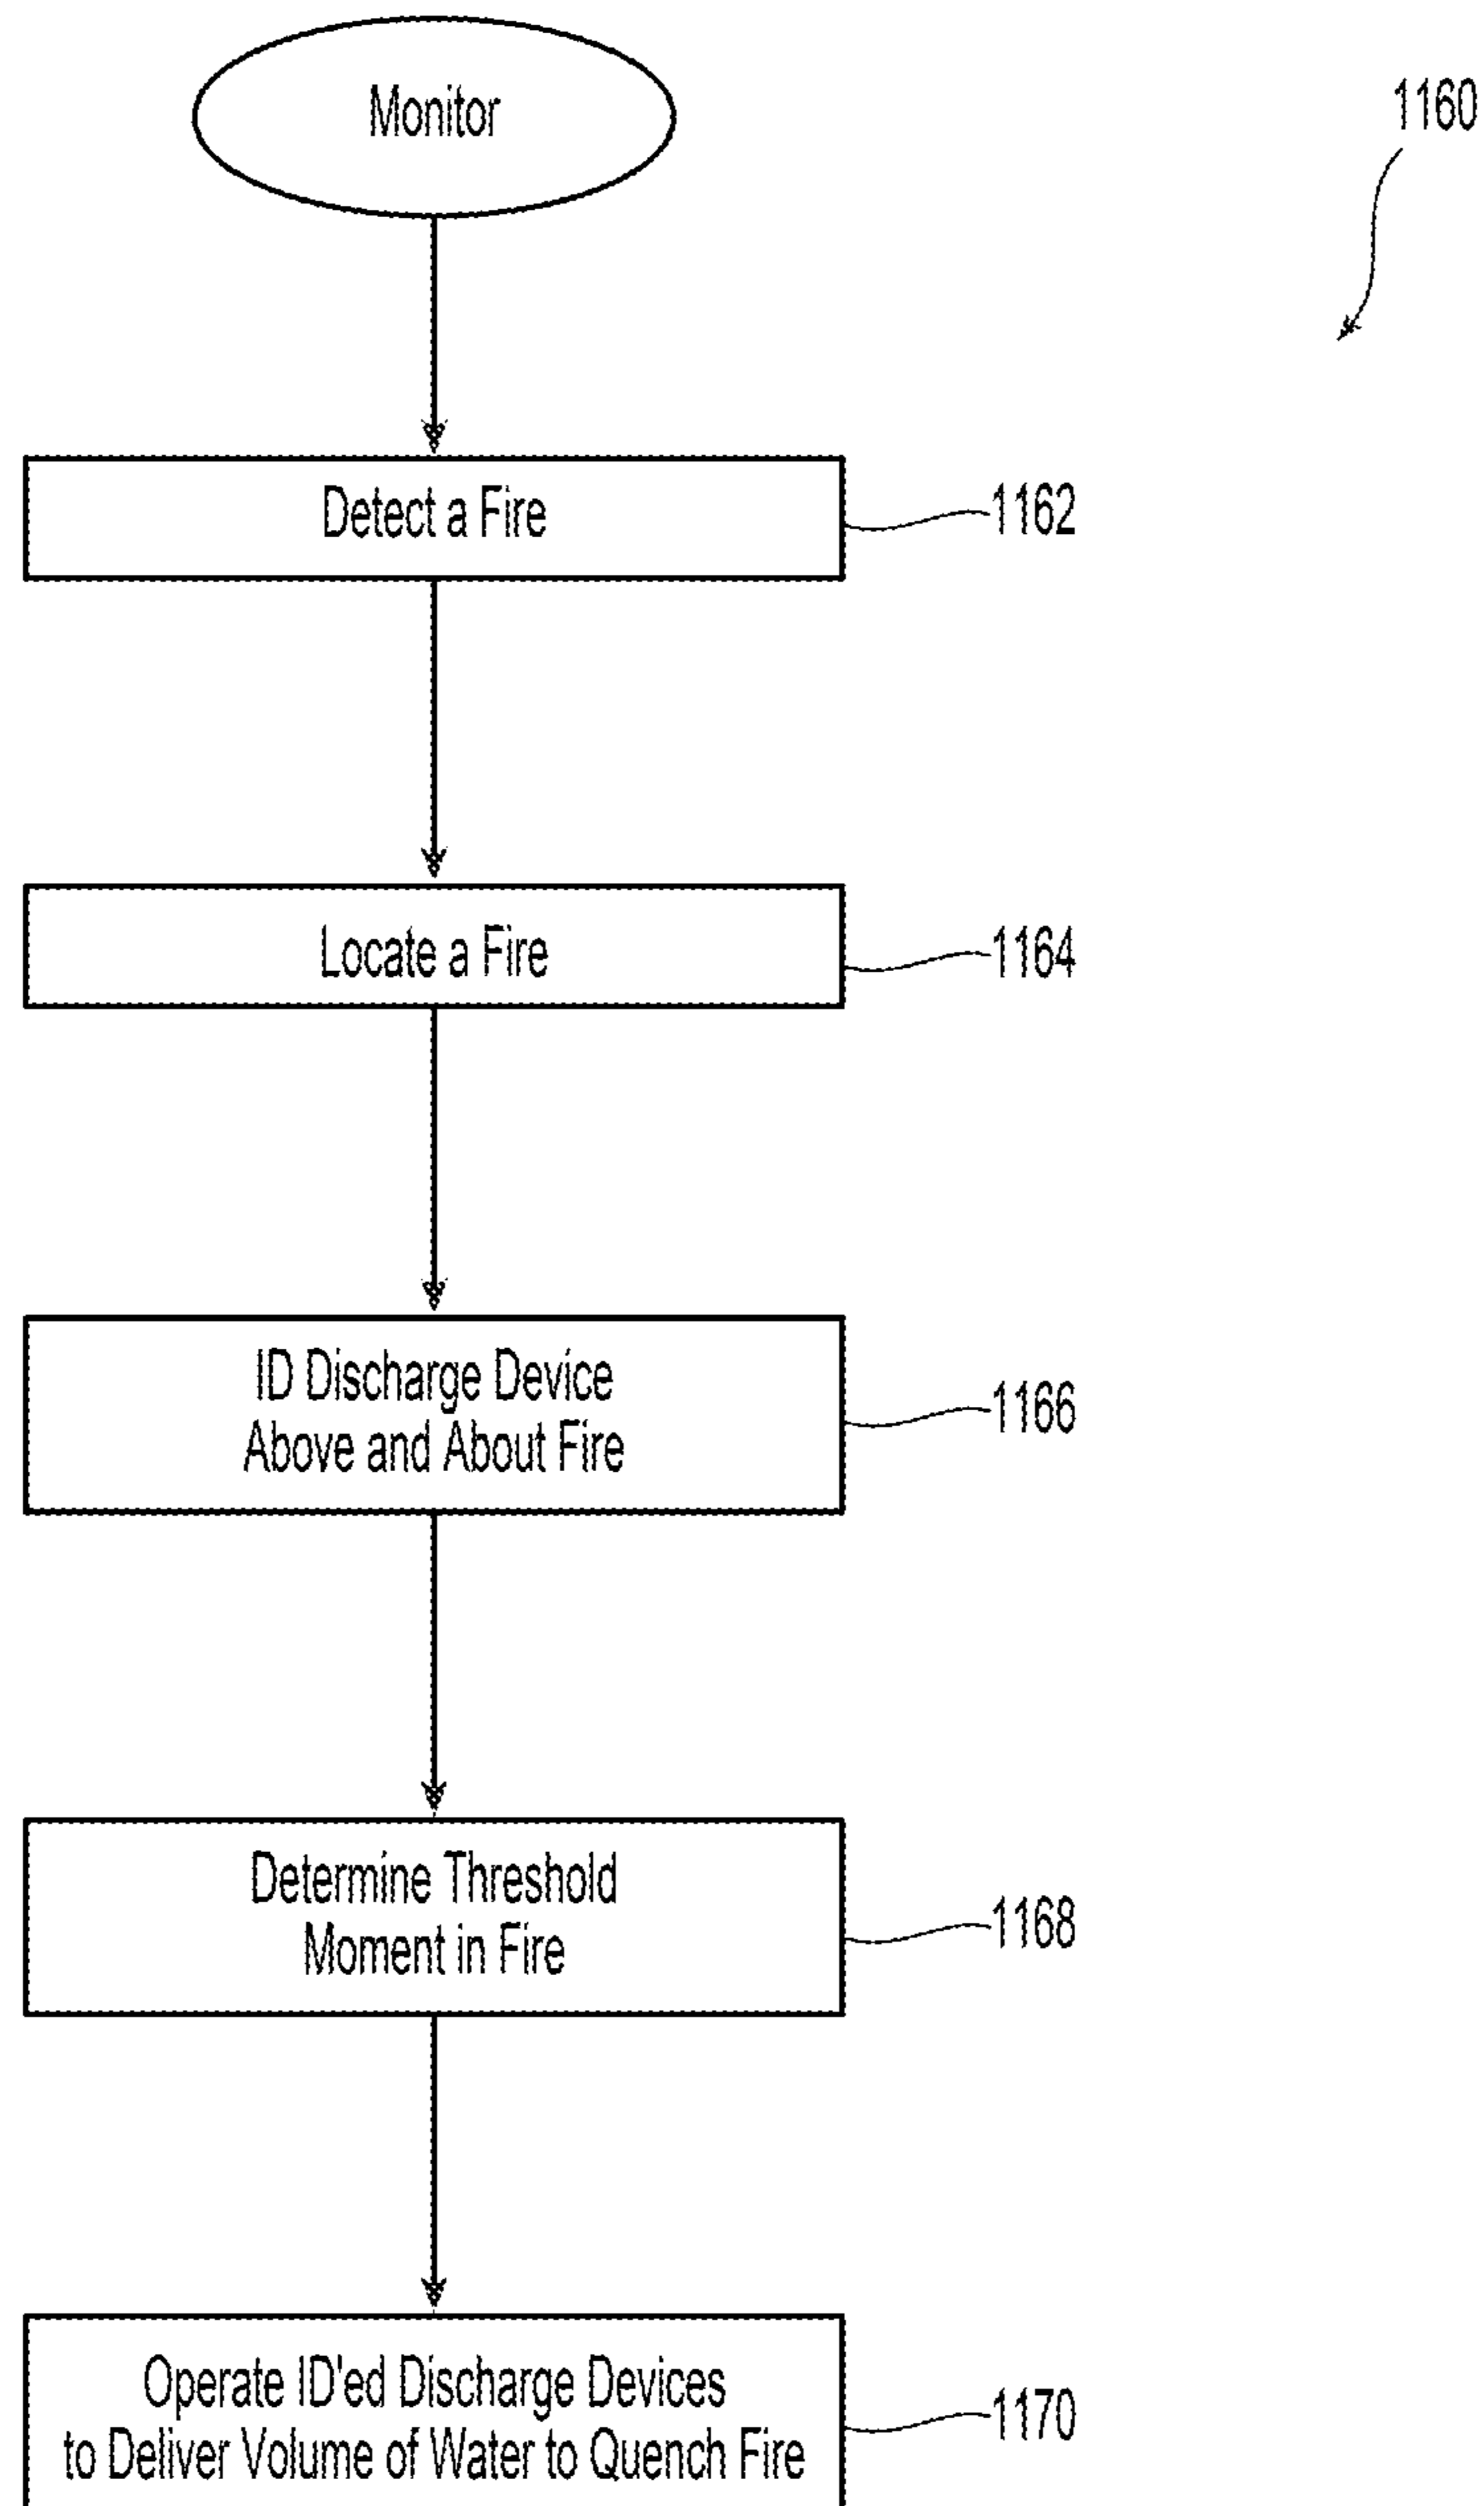 Monitor
1160
Detect a Fire
1162
Locate a Fire
1164
ID Discharge Device
Above and About Fire
1166
Determine Threshold
Moment in Fire
1168
Operate ID'ed Discharge Devices
to Deliver Volume of Water to Quench Fire
1170